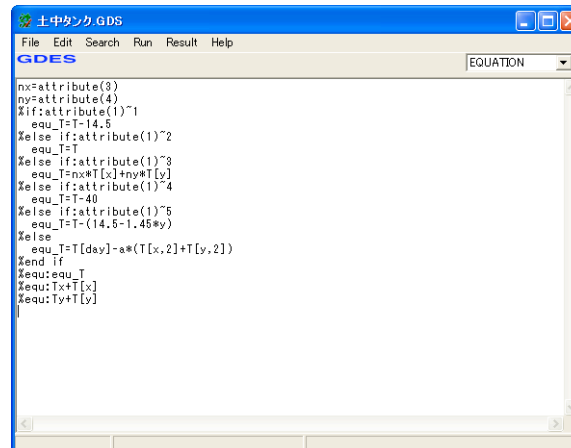 土中タンク.GDS
File Edit Search Run Result Help
GDES
EQUATION
nx=attribute(3)
ny=attribute(4)
%if:attribute(1)~1
  equ_T=T-14.5
%else if:attribute(1)~2
  equ_T=T
%else if:attribute(1)~3
  equ_T=nx*T[x]+ny*T[y]
%else if:attribute(1)~4
  equ_T=T-40
%else if:attribute(1)~5
  equ_T=T-(14.5-1.45*y)
%else
  equ_T=T[day]-a*(T[x,2]+T[y,2])
%end if
%equ:equ_T
%equ:Tx+T[x]
%equ:Ty+T[y]